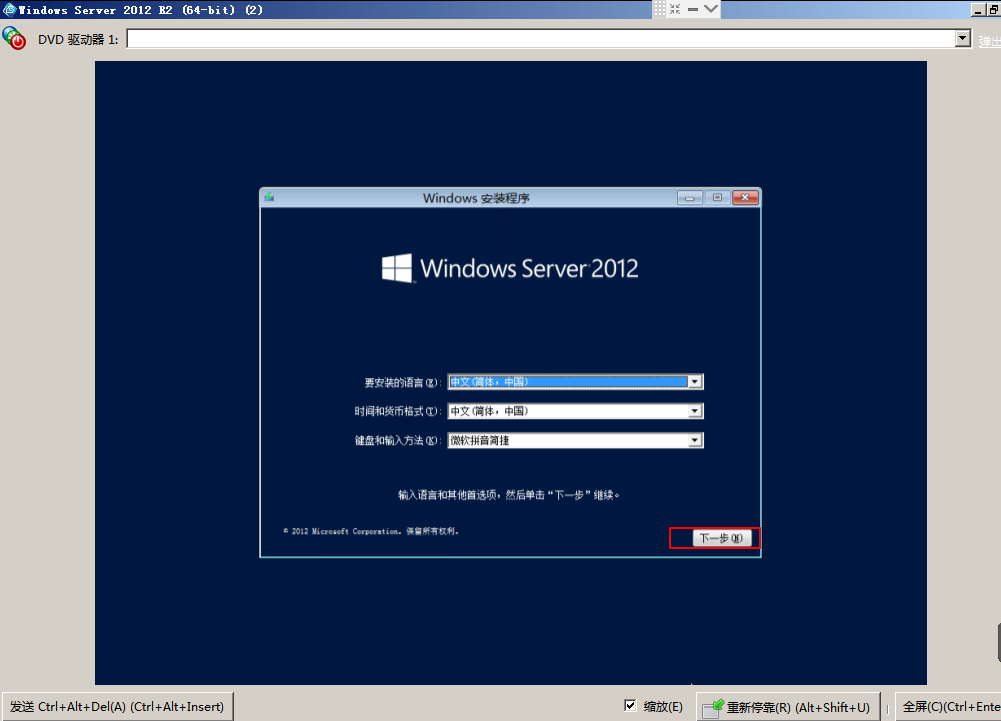 Windows Server 2012 R2 (64-bit) (2)
DVD 驱动器 1:
弹出
Windows 安装程序
Windows Server 2012
要安装的语言(E): 中文(简体，中国)
时间和货币格式(T): 中文(简体，中国)
键盘和输入方法(K): 微软拼音简捷
输入语言和其他首选项，然后单击“下一步”继续。
© 2012 Microsoft Corporation。保留所有权利。
下一步(N)
发送 Ctrl+Alt+Del(A) (Ctrl+Alt+Insert)
缩放(E)
重新停靠(R) (Alt+Shift+U)
全屏(C)(Ctrl+Ente